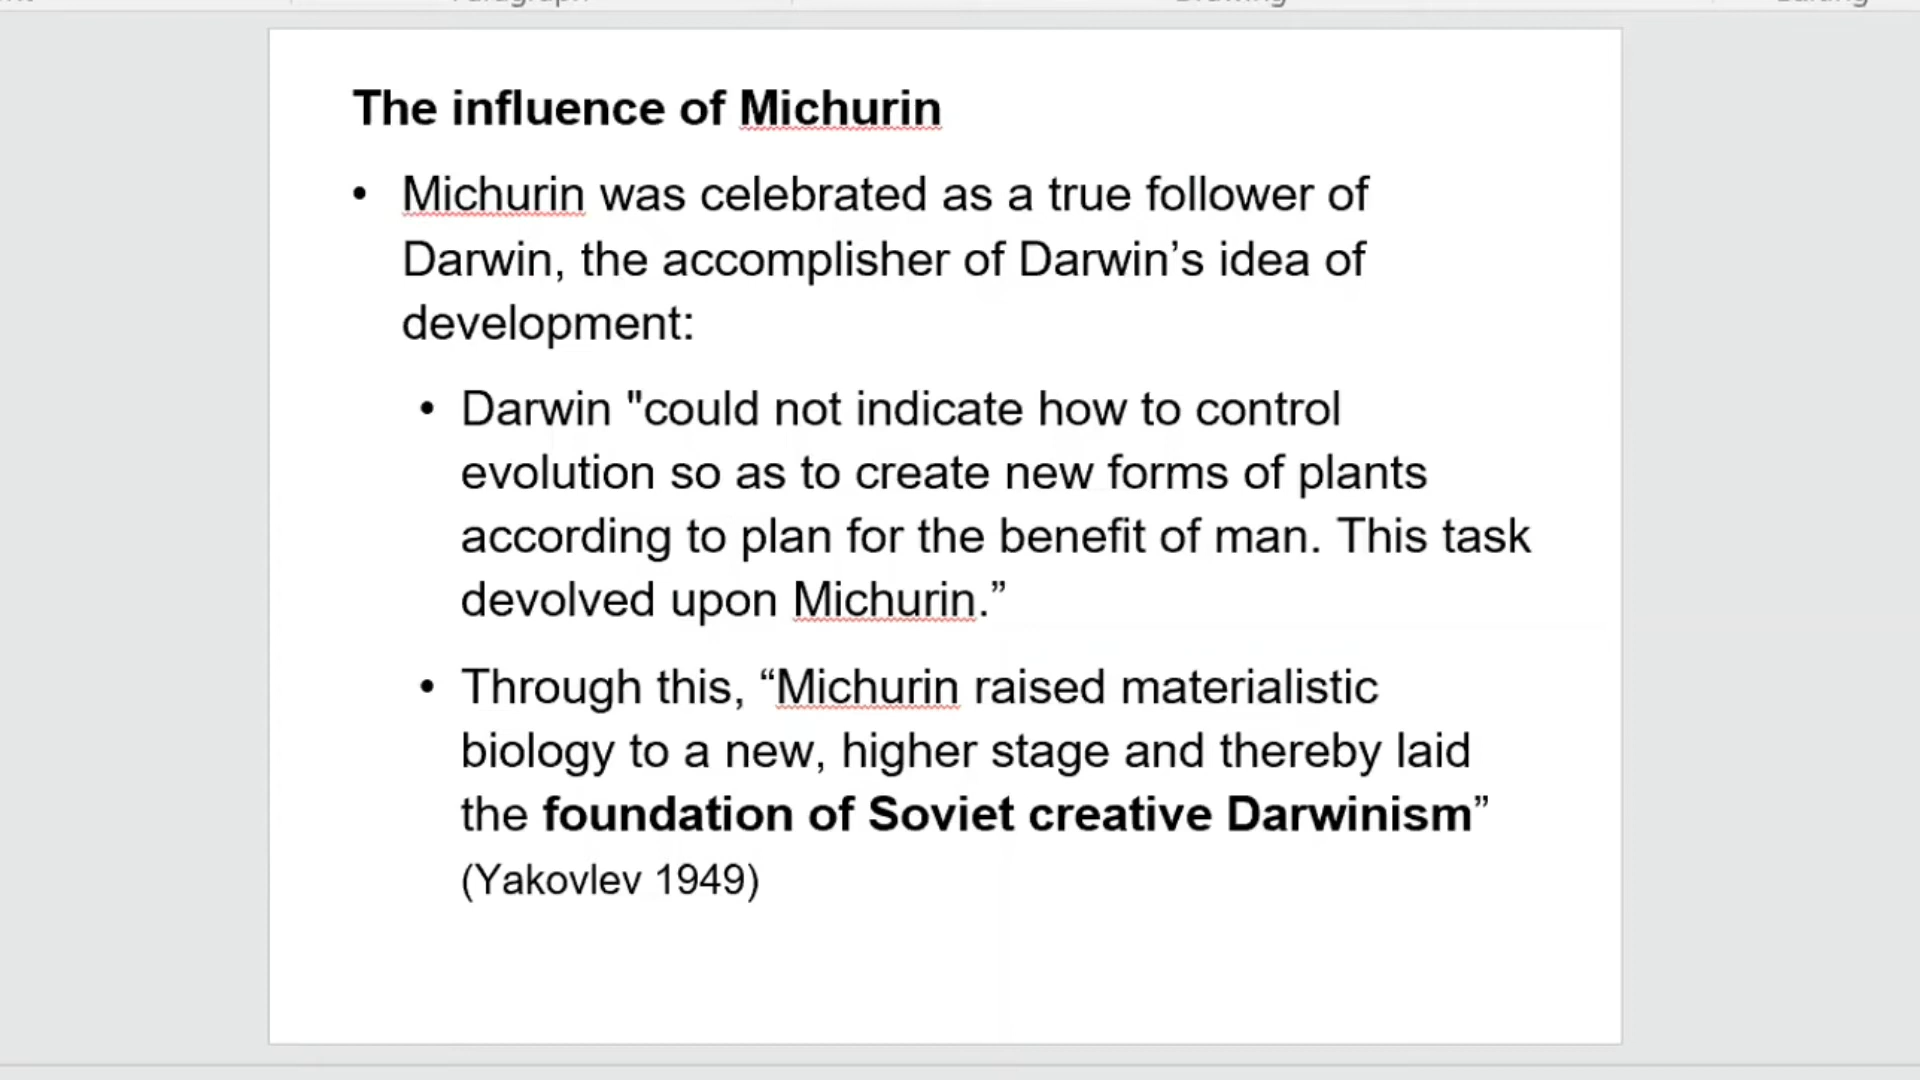 The influence of Michurin
• Michurin was celebrated as a true follower of
Darwin, the accomplisher of Darwin’s idea of
development:
• Darwin "could not indicate how to control
evolution so as to create new forms of plants
according to plan for the benefit of man. This task
devolved upon Michurin.”
• Through this, “Michurin raised materialistic
biology to a new, higher stage and thereby laid
the foundation of Soviet creative Darwinism”
(Yakovlev 1949)